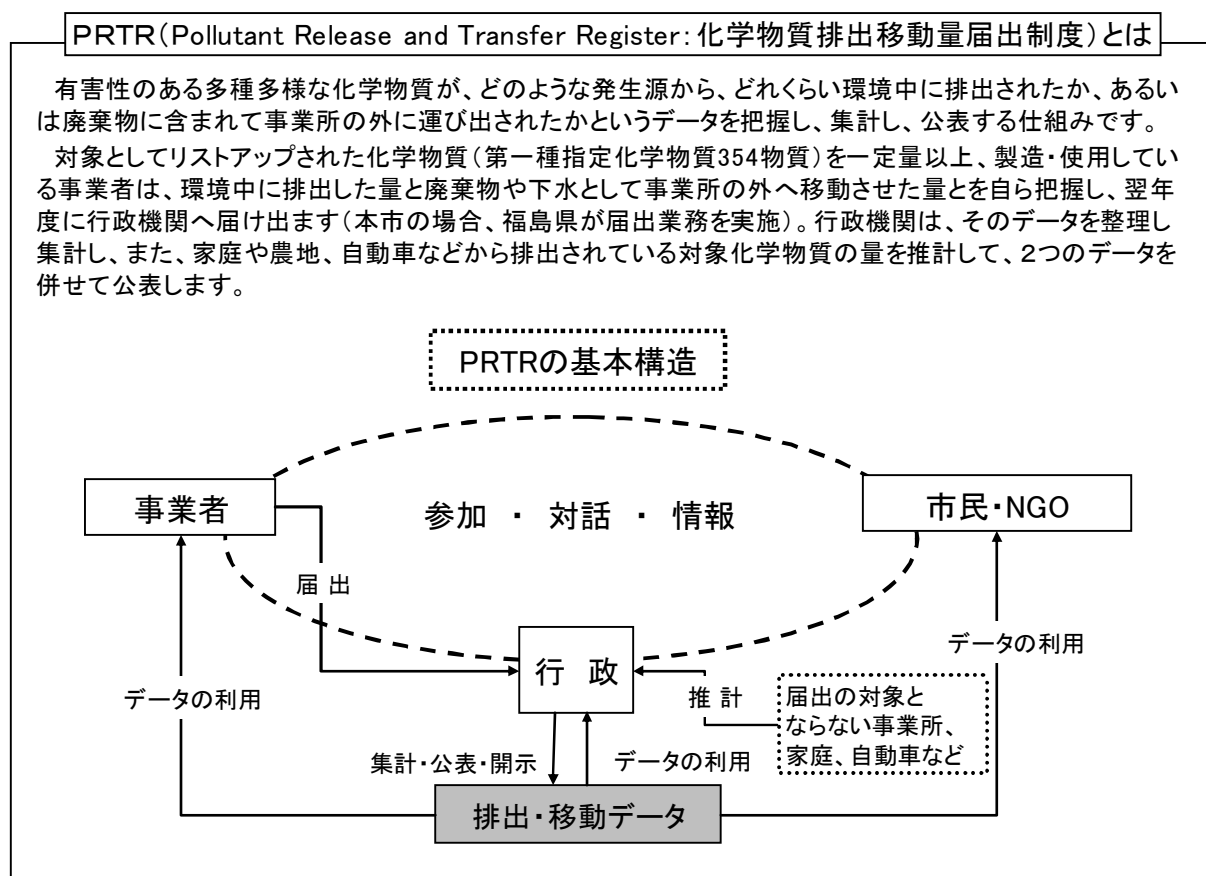 PRTR(Pollutant Release and Transfer Register:化学物質排出移動量届出制度)とは
有害性のある多種多様な化学物質が、どのような発生源から、どれくらい環境中に排出されたか、あるい
は廃棄物に含まれて事業所の外に運び出されたかというデータを把握し、集計し、公表する仕組みです。
対象としてリストアップされた化学物質(第一種指定化学物質354物質)を一定量以上、製造・使用してい
る事業者は、環境中に排出した量と廃棄物や下水として事業所の外へ移動させた量とを自ら把握し、翌年
度に行政機関へ届け出ます(本市の場合、福島県が届出業務を実施)。行政機関は、そのデータを整理し
集計し、また、家庭や農地、自動車などから排出されている対象化学物質の量を推計して、2つのデータを
併せて公表します。
PRTRの基本構造
事業者
参加 ・ 対話 ・ 情報
市民・NGO
届 出
行 政
データの利用
データの利用
推 計
届出の対象と
ならない事業所、
家庭、自動車など
集計・公表・開示
データの利用
排出・移動データ